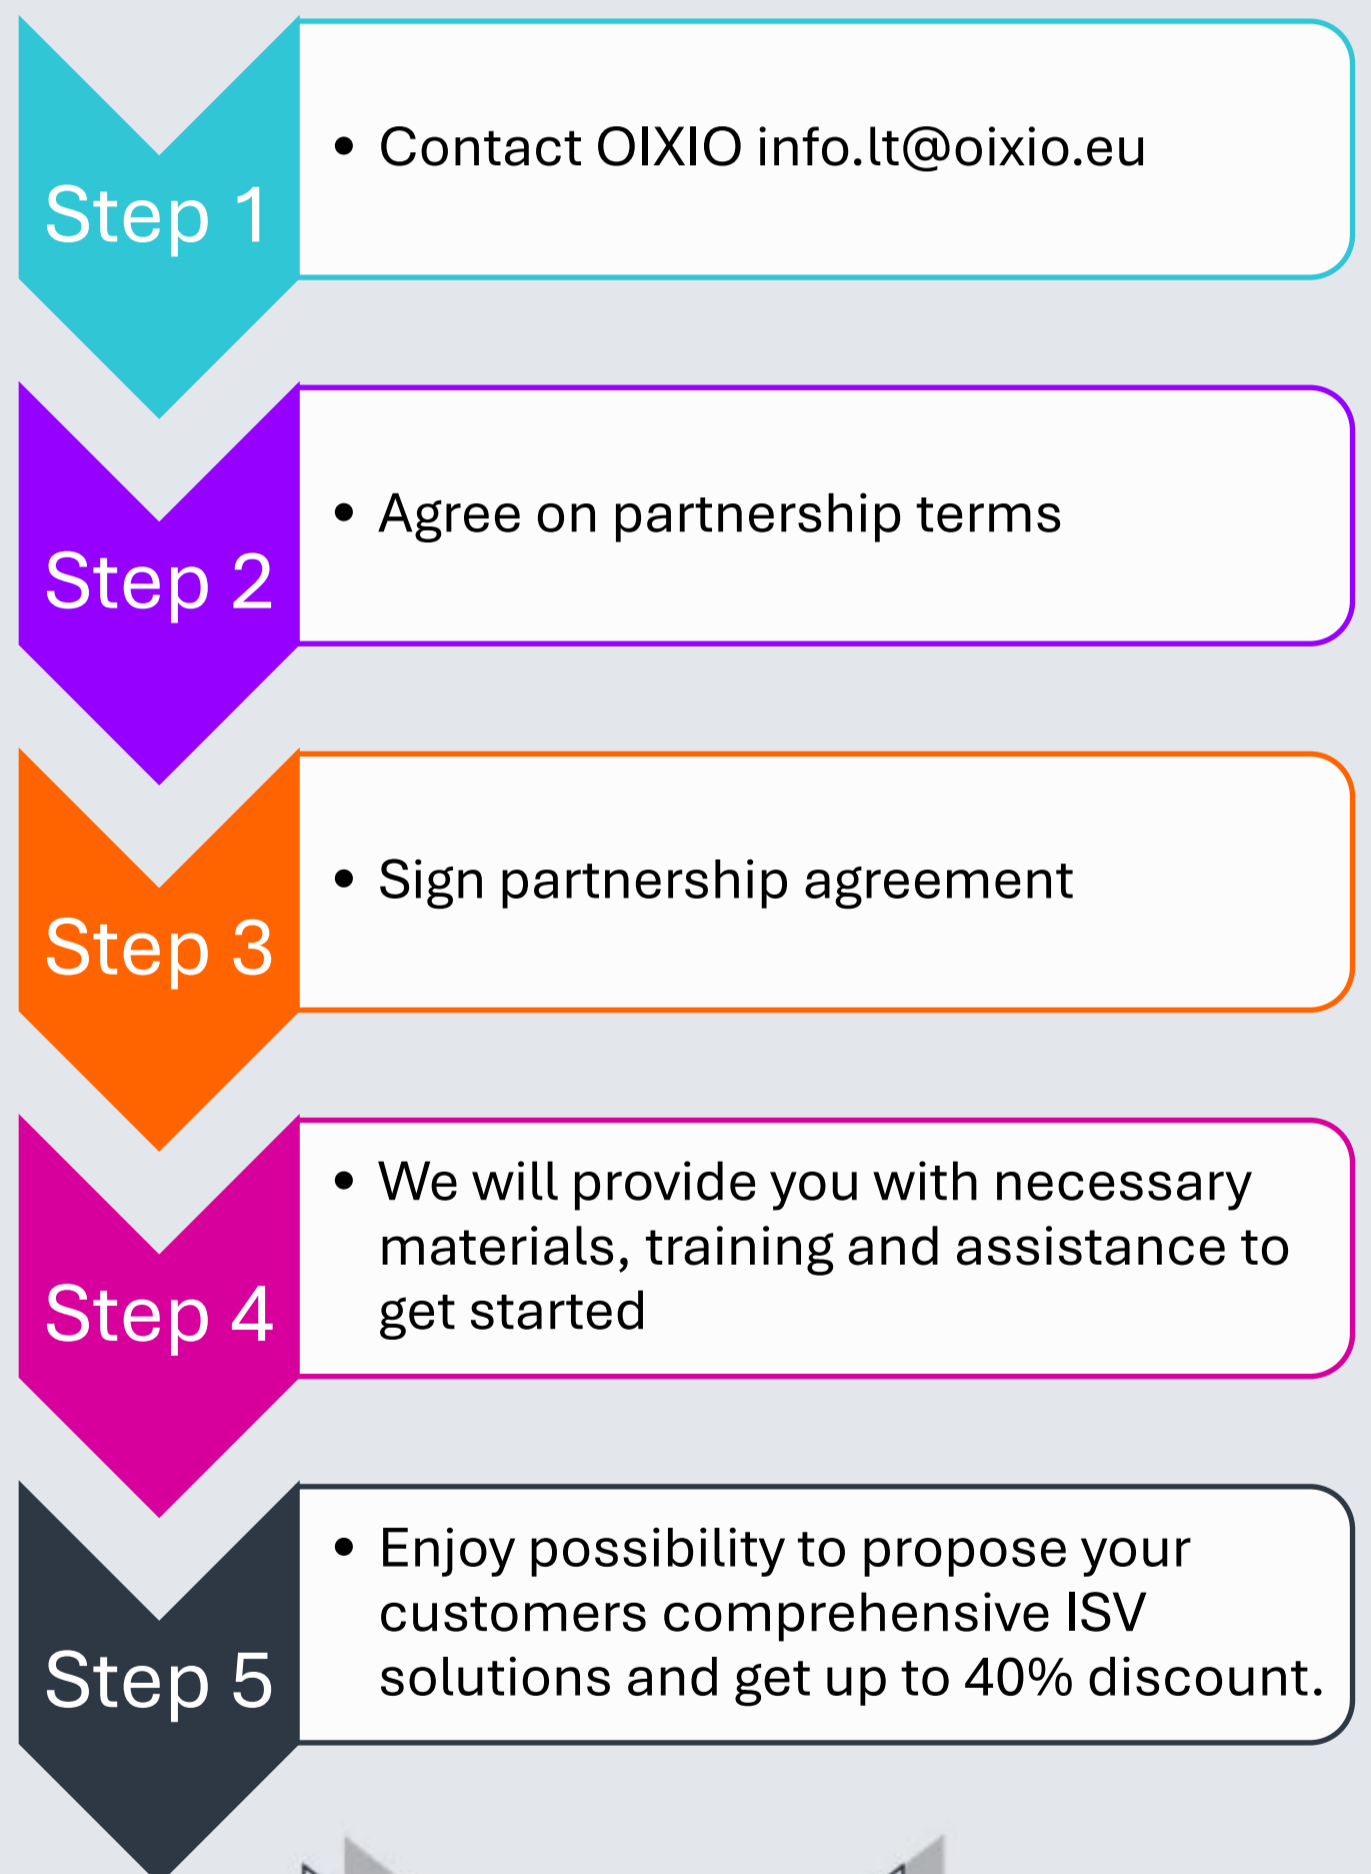 Step 1
• Contact OIXIO info.lt@oixio.eu
Step 2
• Agree on partnership terms
Step 3
• Sign partnership agreement
Step 4
• We will provide you with necessary
materials, training and assistance to
get started
Step 5
• Enjoy possibility to propose your
customers comprehensive ISV
solutions and get up to 40% discount.